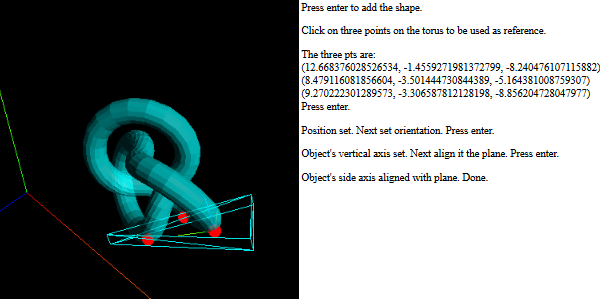 Press enter to add the shape.
Click on three points on the torus to be used as reference.
The three pts are:
(12.668376028526534, -1.4559271981372799, -8.240476107115882)
(8.479116081856604, -3.501444730844389, -5.164381008759307)
(9.270222301289573, -3.306587812128198, -8.856204728047977)
Press enter.
Position set. Next set orientation. Press enter.
Object's vertical axis set. Next align it the plane. Press enter.
Object's side axis aligned with plane. Done.